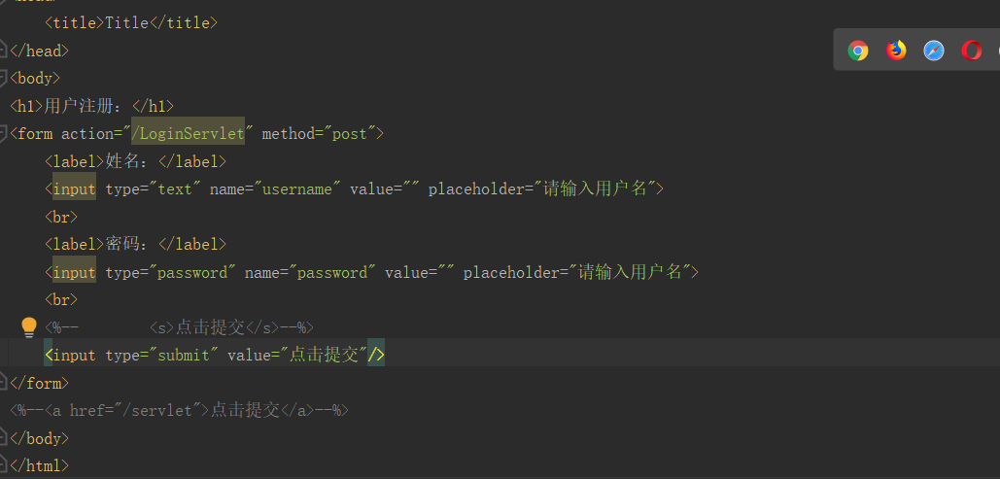 <title>Title</title>
</head>
<body>
<h1>用户注册：</h1>
<form action="/LoginServlet" method="post">
    <label>姓名：</label>
    <input type="text" name="username" value="" placeholder="请输入用户名">
    <br>
    <label>密码：</label>
    <input type="password" name="password" value="" placeholder="请输入用户名">
    <br>
    <%--        <s>点击提交</s>--%>
    <input type="submit" value="点击提交"/>
</form>
<%--<a href="/servlet">点击提交</a>--%>
</body>
</html>